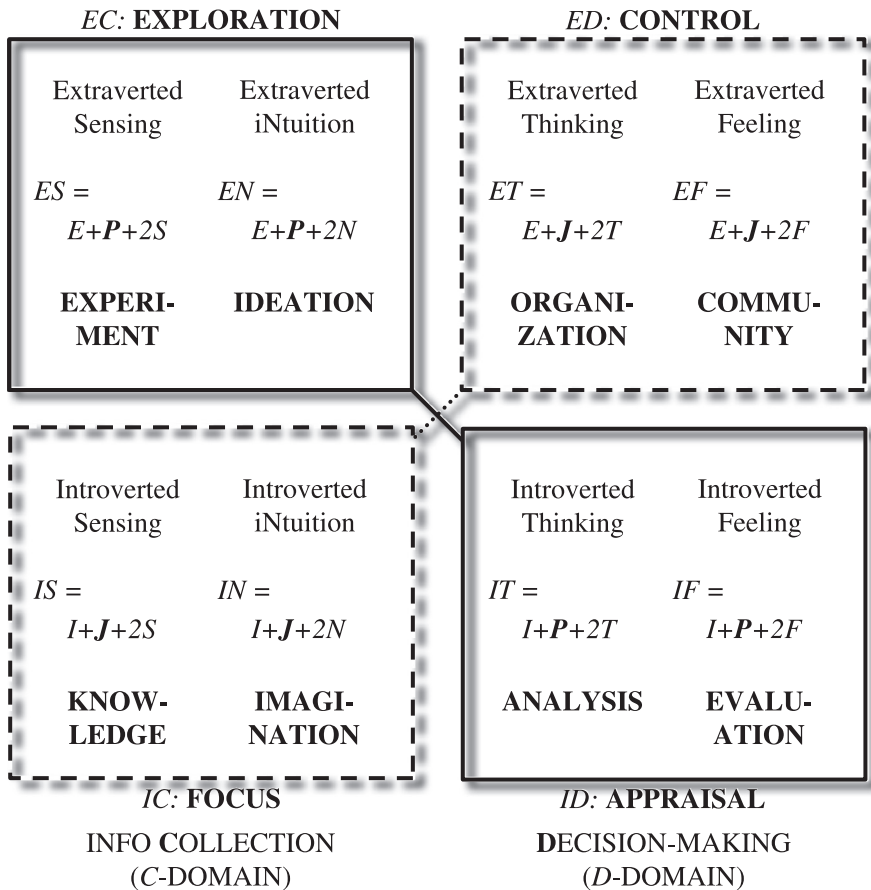 EC: EXPLORATION
Extraverted
Sensing
Extraverted
iNtuition
ES =
E+P+2S
EN =
E+P+2N
EXPERI-
MENT
IDEATION
ED: CONTROL
Extraverted
Thinking
Extraverted
Feeling
ET =
E+J+2T
EF =
E+J+2F
ORGANI-
ZATION
COMMU-
NITY
Introverted
Sensing
Introverted
iNtuition
IS =
I+J+2S
IN =
I+J+2N
KNOW-
LEDGE
IMAGI-
NATION
IC: FOCUS
INFO COLLECTION
(C-DOMAIN)
Introverted
Thinking
Introverted
Feeling
IT =
I+P+2T
IF =
I+P+2F
ANALYSIS
EVALU-
ATION
ID: APPRAISAL
DECISION-MAKING
(D-DOMAIN)